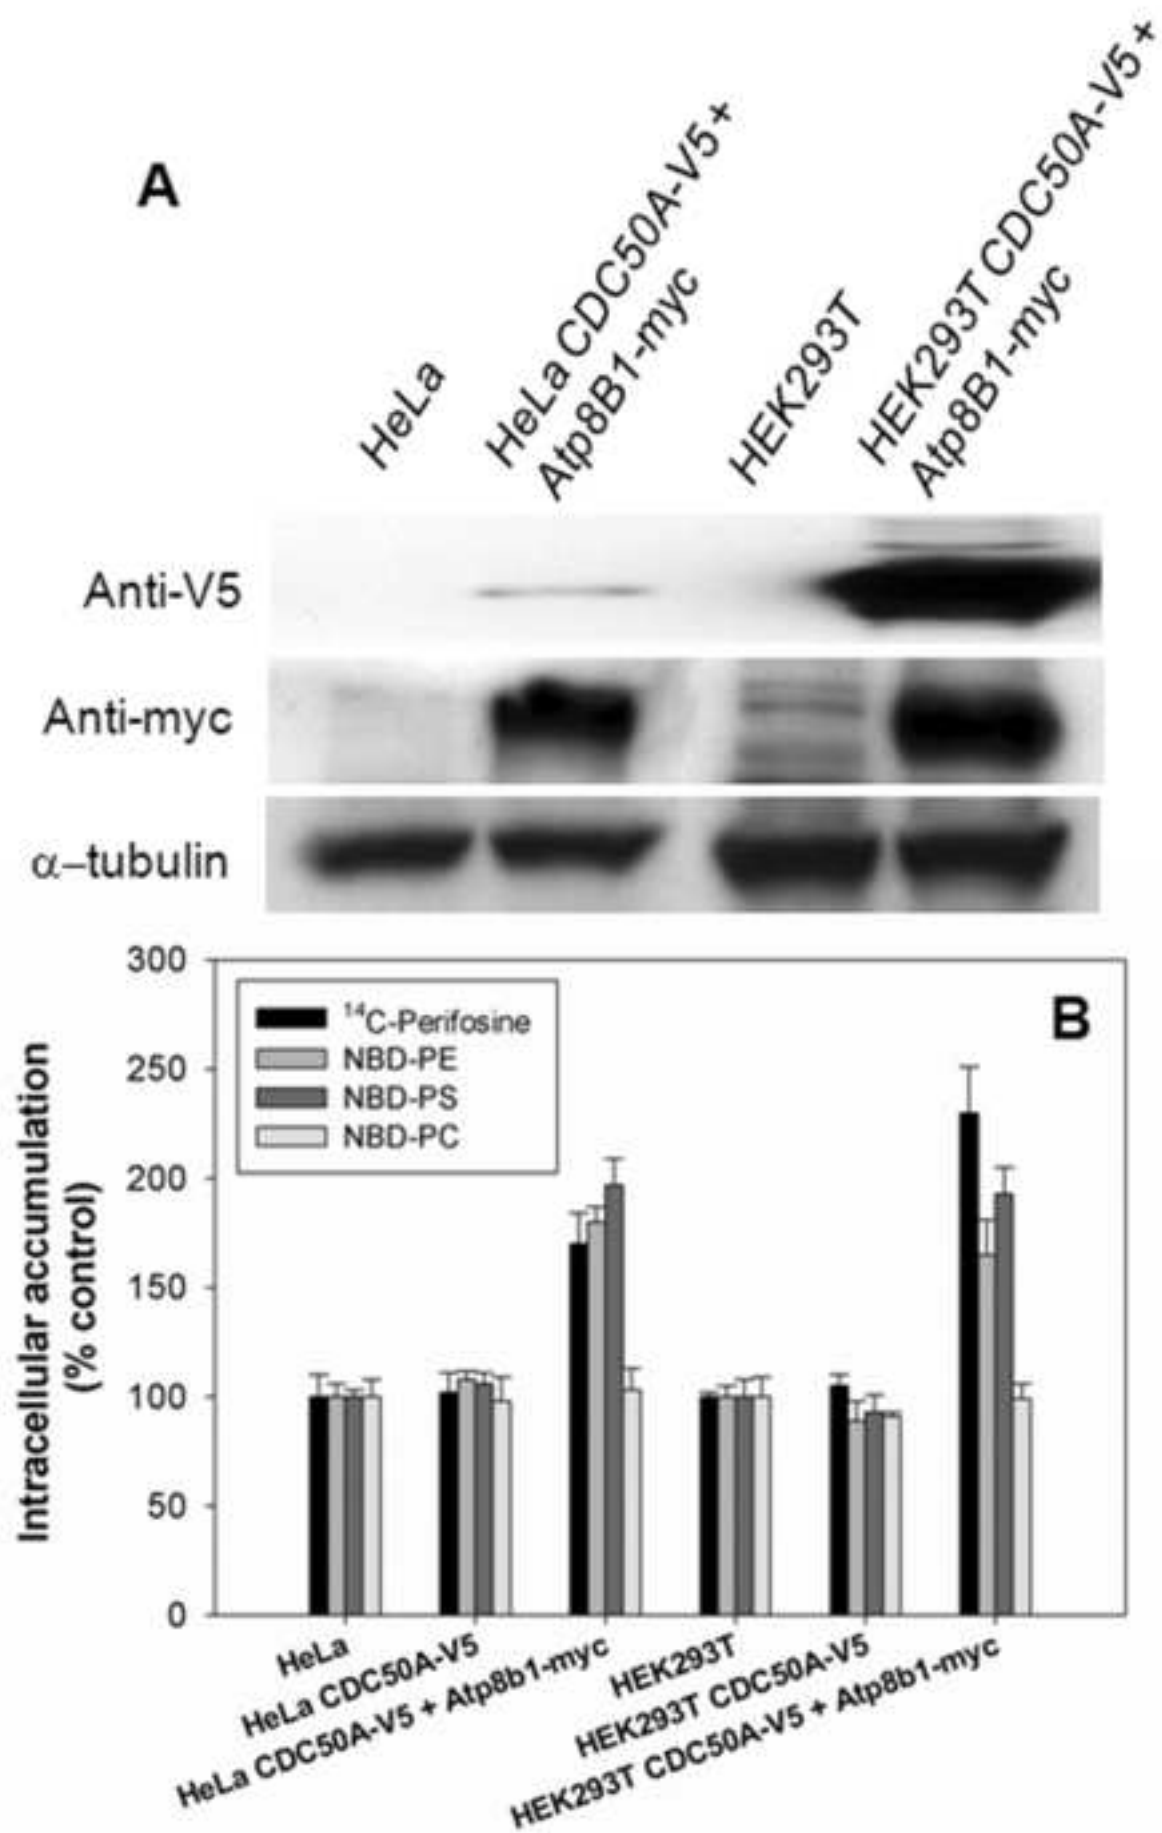 A
HeLa
HeLa CDC50A-V5 +
Atp8B1-myc
HEK293T
HEK293T CDC50A-V5 +
Atp8B1-myc
Anti-V5
Anti-myc
α–tubulin
B
300
250
200
150
100
50
0
Intracellular accumulation
(% control)
14C-Perifosine
NBD-PE
NBD-PS
NBD-PC
HeLa
HeLa CDC50A-V5
HeLa CDC50A-V5 + Atp8b1-myc
HEK293T
HEK293T CDC50A-V5
HEK293T CDC50A-V5 + Atp8b1-myc